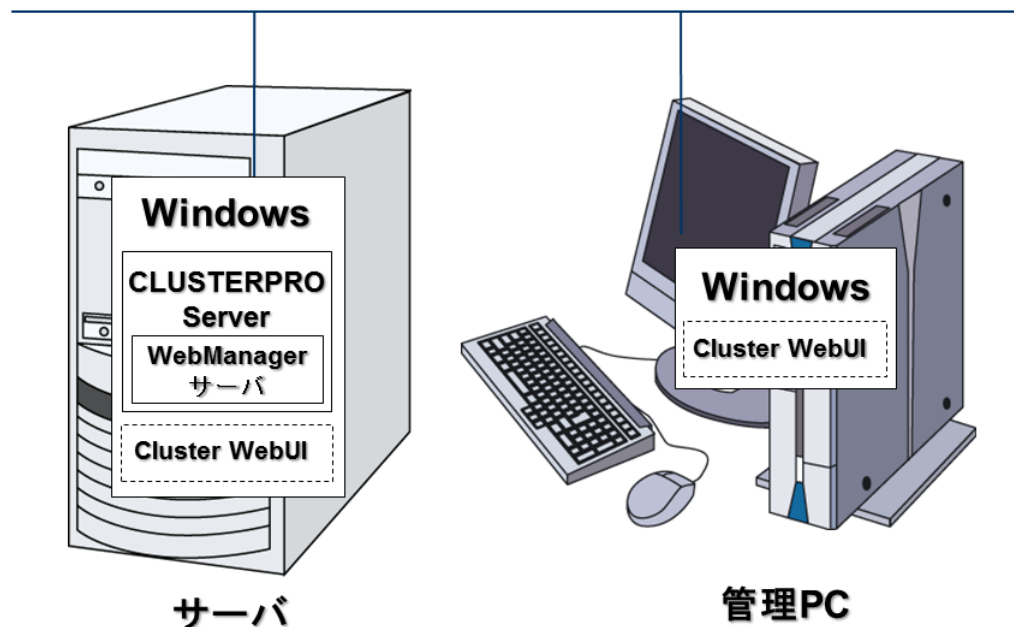 Windows
CLUSTERPRO
Server
WebManager
サーバ
Cluster WebUI
サーバ
Windows
Cluster WebUI
管理PC